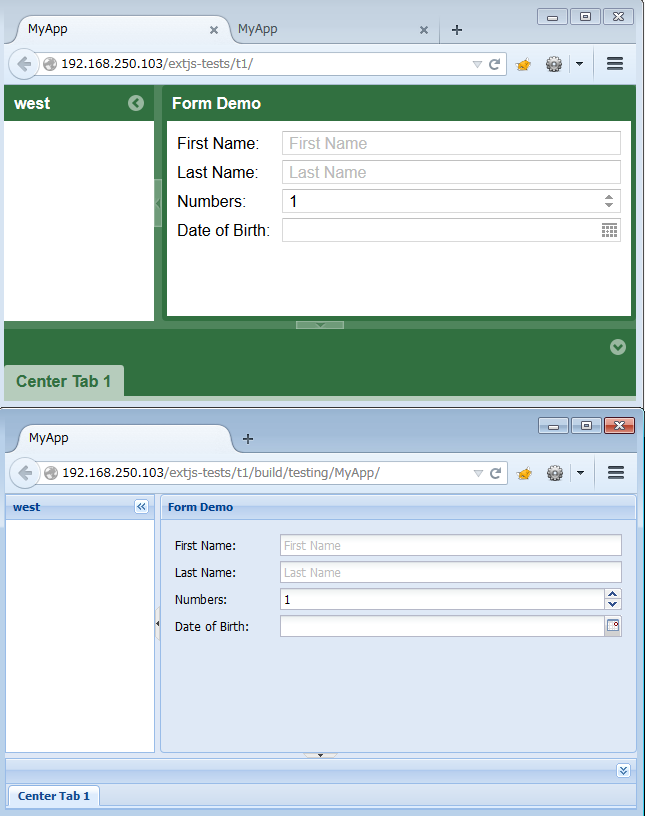 MyApp MyApp
192.168.250.103/extjs-tests/t1/
west Form Demo
First Name: First Name
Last Name: Last Name
Numbers: 1
Date of Birth:
Center Tab 1
MyApp
192.168.250.103/extjs-tests/t1/build/testing/MyApp/
west Form Demo
First Name: First Name
Last Name: Last Name
Numbers: 1
Date of Birth:
Center Tab 1